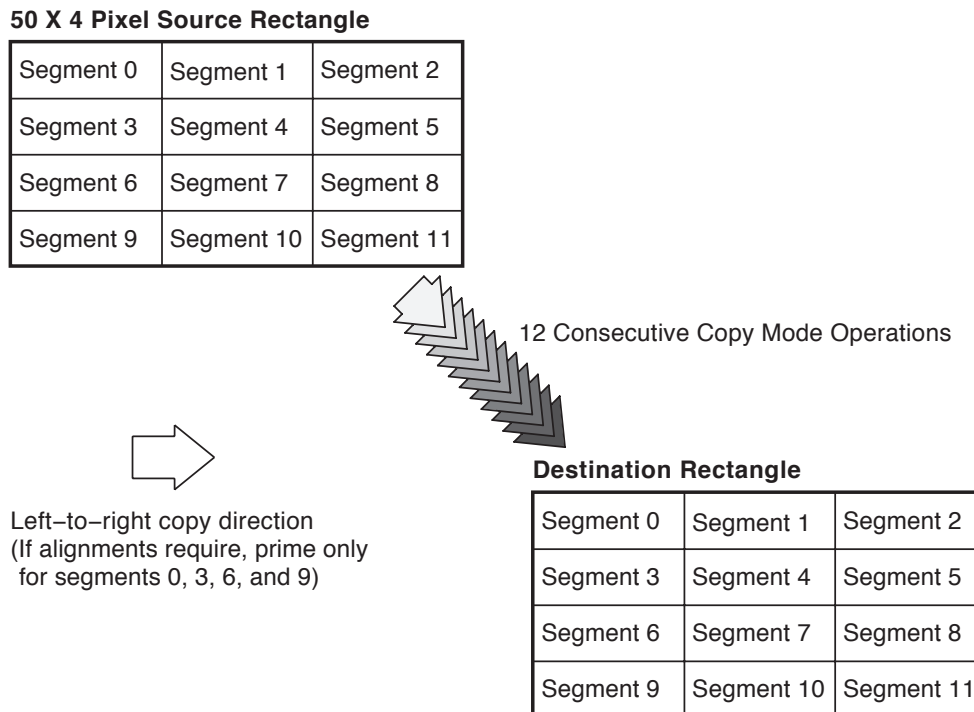 50 X 4 Pixel Source Rectangle
Segment 0 Segment 1 Segment 2
Segment 3 Segment 4 Segment 5
Segment 6 Segment 7 Segment 8
Segment 9 Segment 10 Segment 11
12 Consecutive Copy Mode Operations
Left–to–right copy direction
(If alignments require, prime only
for segments 0, 3, 6, and 9)
Destination Rectangle
Segment 0 Segment 1 Segment 2
Segment 3 Segment 4 Segment 5
Segment 6 Segment 7 Segment 8
Segment 9 Segment 10 Segment 11